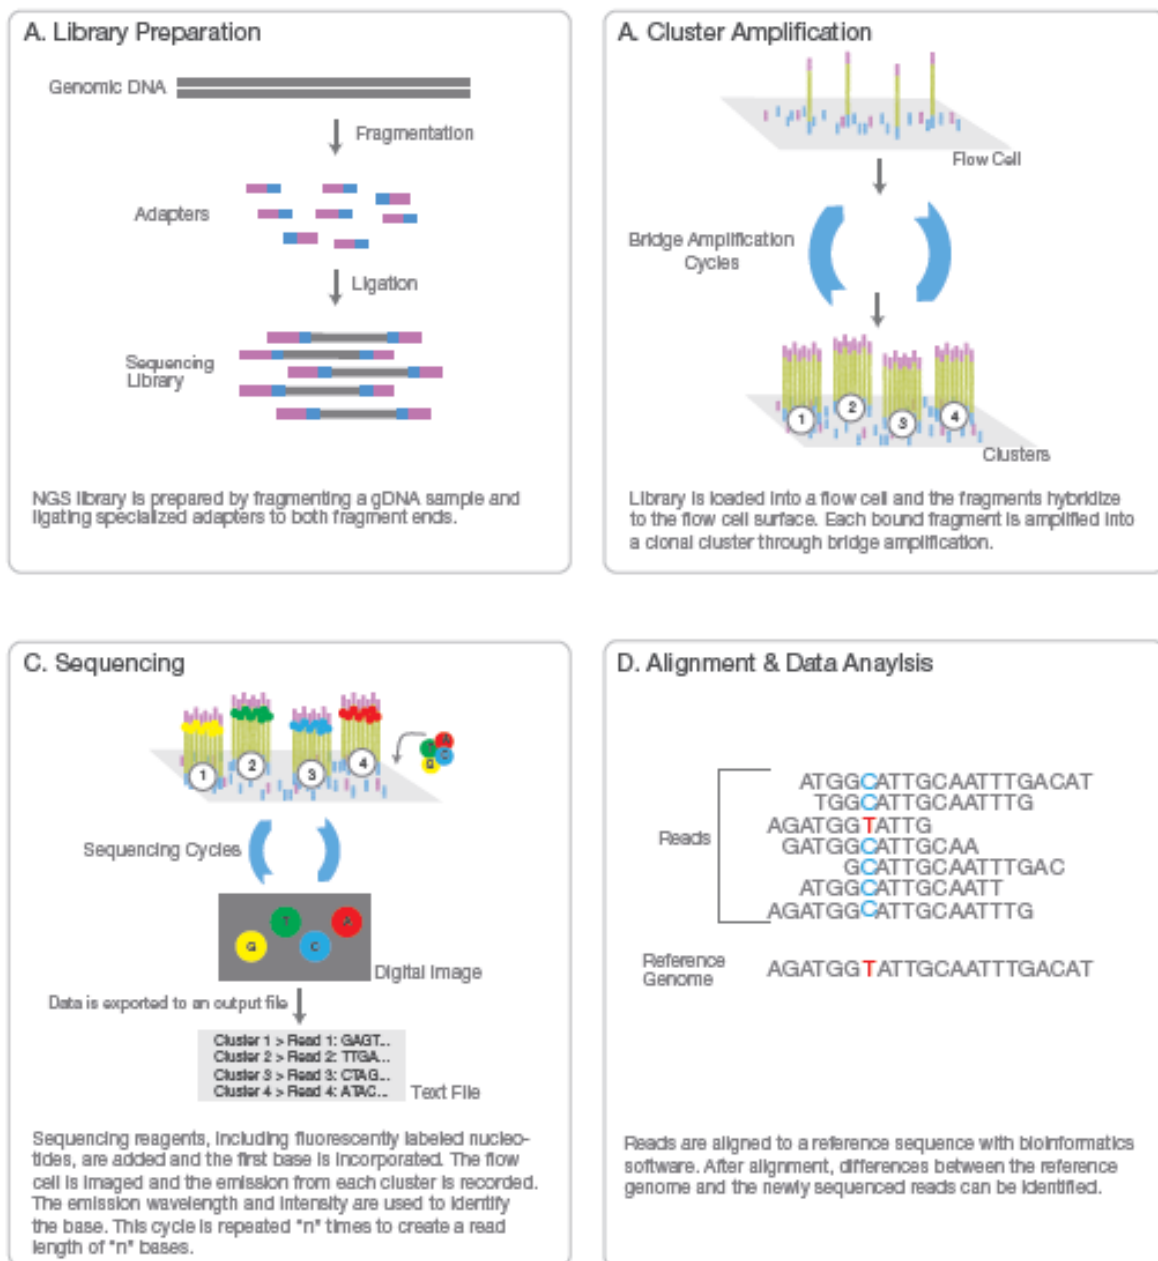 A. Library Preparation
Genomic DNA
Fragmentation
Adapters
Ligation
Sequencing
Library
NGS library is prepared by fragmenting a gDNA sample and
ligating specialized adapters to both fragment ends.
A. Cluster Amplification
Flow Cell
Bridge Amplification
Cycles
1
2
3
4
Clusters
Library is loaded into a flow cell and the fragments hybridize
to the flow cell surface. Each bound fragment is amplified into
a clonal cluster through bridge amplification.
C. Sequencing
1
2
3
4
A
T
C
G
Sequencing Cycles
T
A
G
C
Digital Image
Data is exported to an output file
Cluster 1 > Read 1: GAGT...
Cluster 2 > Read 2: TTGA...
Cluster 3 > Read 3: CTAG...
Cluster 4 > Read 4: ATAC...
Text File
Sequencing reagents, including fluorescently labeled nucleo-
tides, are added and the first base is incorporated. The flow
cell is imaged and the emission from each cluster is recorded.
The emission wavelength and intensity are used to identify
the base. This cycle is repeated "n" times to create a read
length of "n" bases.
D. Alignment & Data Anaylsis
ATGGCATTGCAATTTGACAT
TGGCATTGCAATTTG
AGATGGTATTG
Reads
GATGGCATTGCAA
GCATTGCAATTTGAC
ATGGCATTGCAATT
AGATGGCATTGCAATTTG
Reference
Genome
AGATGGTATTGCAATTTGACAT
Reads are aligned to a reference sequence with bioinformatics
software. After alignment, differences between the reference
genome and the newly sequenced reads can be identified.